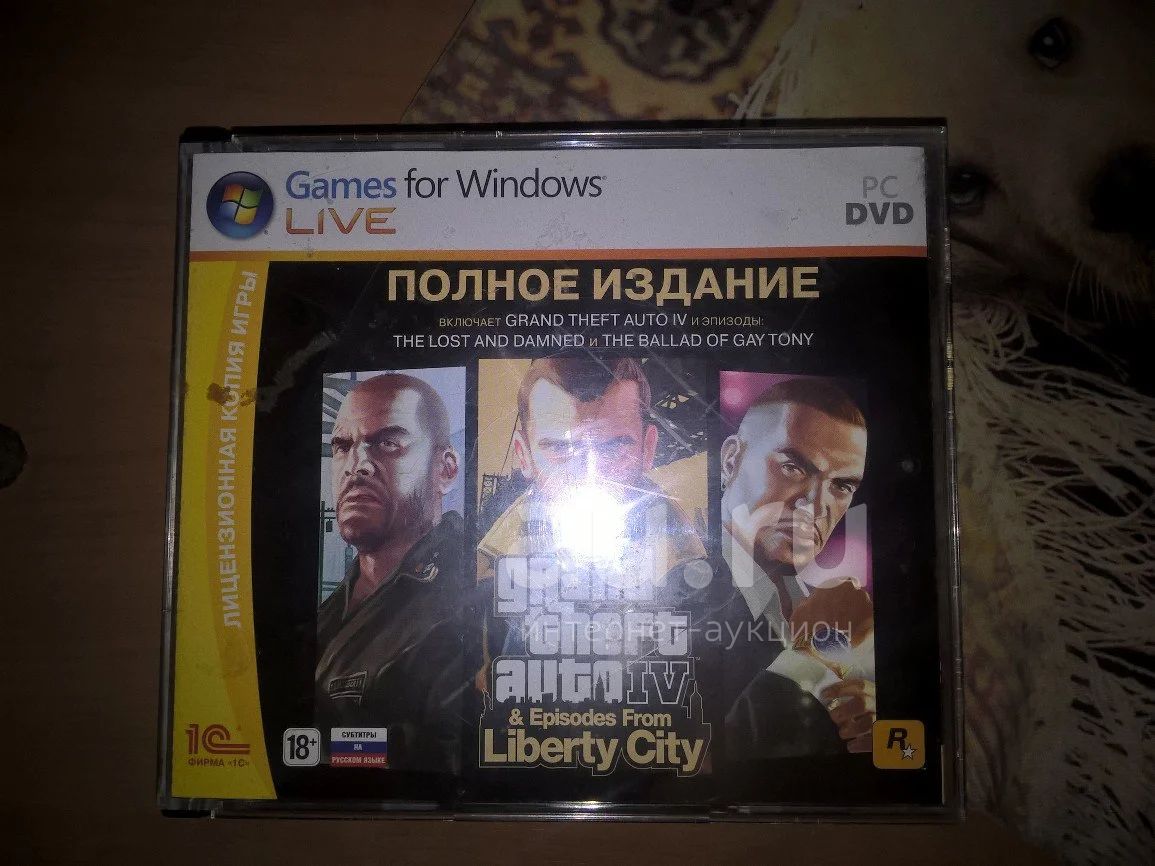 Games for Windows
LIVE
PC
DVD
ПОЛНОЕ ИЗДАНИЕ
ВКЛЮЧАЕТ GRAND THEFT AUTO IV И ЭПИЗОДЫ:
THE LOST AND DAMNED и THE BALLAD OF GAY TONY
ЛИЦЕНЗИОННАЯ КОПИЯ ИГРЫ
.ru
интернет-аукцион
grand
theft
auto IV
& Episodes From
Liberty City
1C
ФИРМА «1С»
18+
СУБТИТРЫ
НА
РУССКОМ ЯЗЫКЕ
R